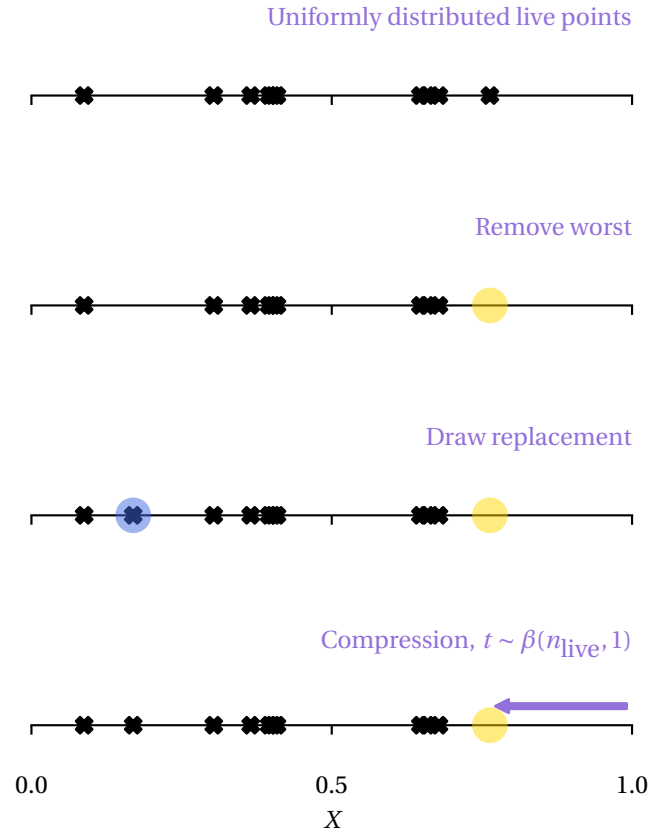 Uniformly distributed live points
Remove worst
Draw replacement
Compression, t ~ β(n_live, 1)
0.0 0.5 1.0
X